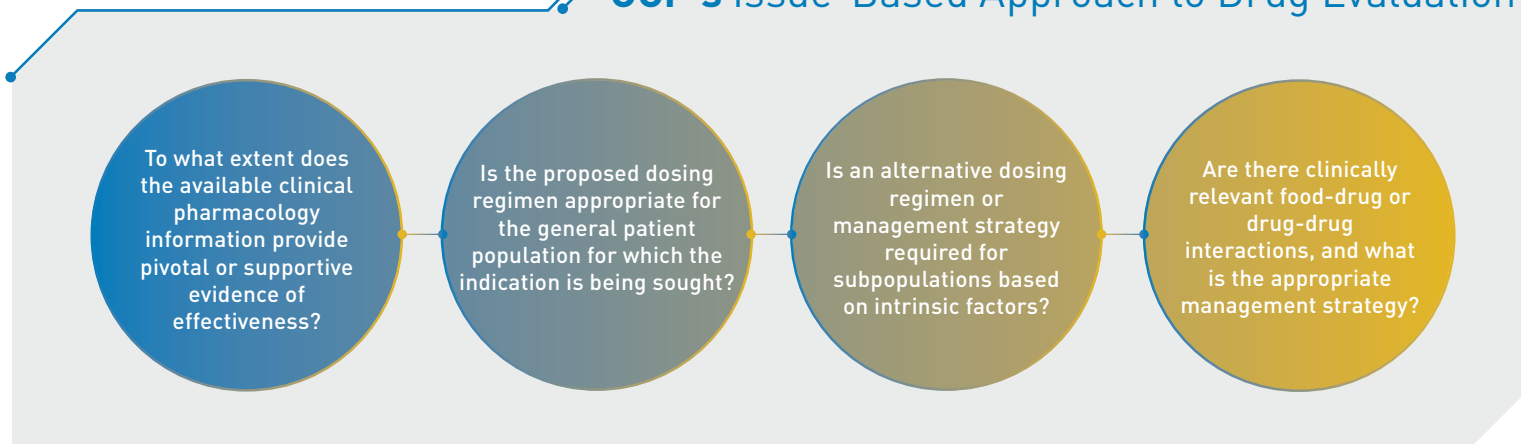 OCP's Issue-Based Approach to Drug Evaluation
To what extent does
the available clinical
pharmacology
information provide
pivotal or supportive
evidence of
effectiveness?
Is the proposed dosing
regimen appropriate for
the general patient
population for which the
indication is being sought?
Is an alternative dosing
regimen or
management strategy
required for
subpopulations based
on intrinsic factors?
Are there clinically
relevant food-drug or
drug-drug
interactions, and what
is the appropriate
management strategy?